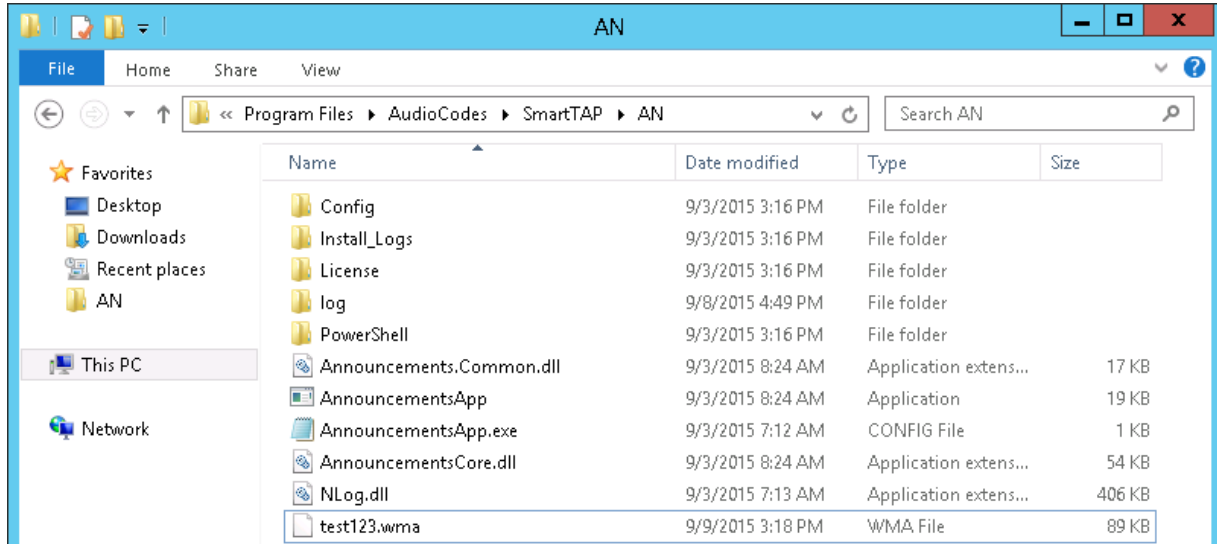 AN
File Home Share View
« Program Files AudioCodes SmartTAP AN Search AN
Name Date modified Type Size
Favorites
Desktop
Downloads
Recent places
AN
This PC
Network
Config 9/3/2015 3:16 PM File folder
Install_Logs 9/3/2015 3:16 PM File folder
License 9/3/2015 3:16 PM File folder
log 9/8/2015 4:49 PM File folder
PowerShell 9/3/2015 3:16 PM File folder
Announcements.Common.dll 9/3/2015 8:24 AM Application extens... 17 KB
AnnouncementsApp 9/3/2015 8:24 AM Application 19 KB
AnnouncementsApp.exe 9/3/2015 7:12 AM CONFIG File 1 KB
AnnouncementsCore.dll 9/3/2015 8:24 AM Application extens... 54 KB
NLog.dll 9/3/2015 7:13 AM Application extens... 406 KB
test123.wma 9/9/2015 3:18 PM WMA File 89 KB